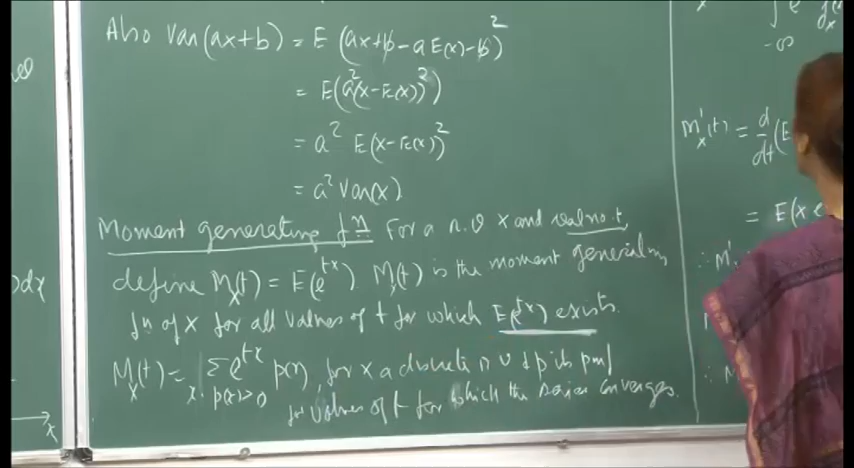 Also Var(ax+b) = E(ax+b-aE(x)-b)²
= E(a²(x-E(x))²)
= a² E(x-E(x))²
= a² Var(x)
Moment generating fn For a r.v x and real no. t,
define M_x(t) = E(e^{tx}) M_x(t) is the moment generating
fn of x for all values of t for which E(e^{tx}) exists.
M_x(t) = Σ_{x: p(x)>0} e^{tx} p(x), for x a discrete r.v & p its pmf
for values of t for which the series converges.
dx
x
-∞
M'_x(t) = d/dt (E
= E(x e
∴ M'
∴ M